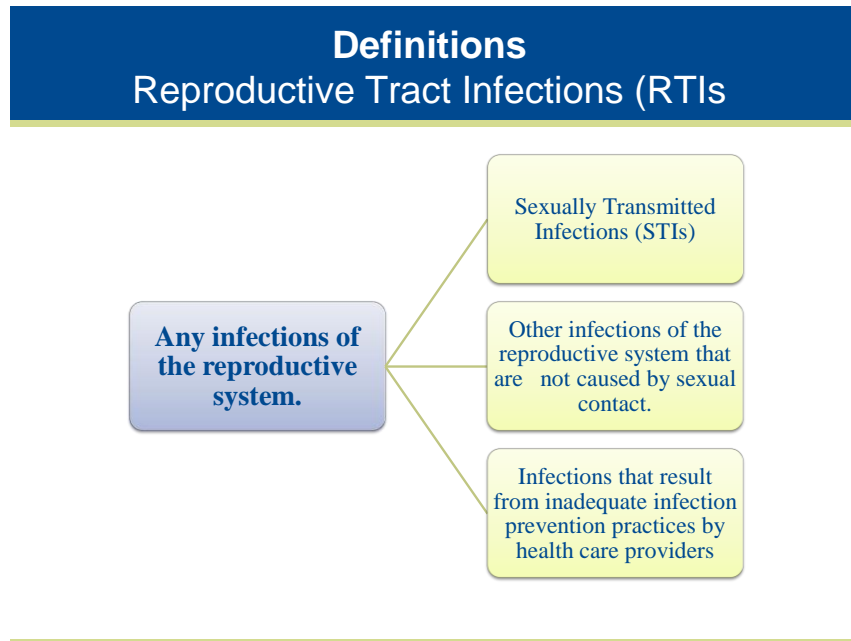 Definitions
Reproductive Tract Infections (RTIs
Any infections of
the reproductive
system.
Sexually Transmitted
Infections (STIs)
Other infections of the
reproductive system that
are   not caused by sexual
contact.
Infections that result
from inadequate infection
prevention practices by
health care providers